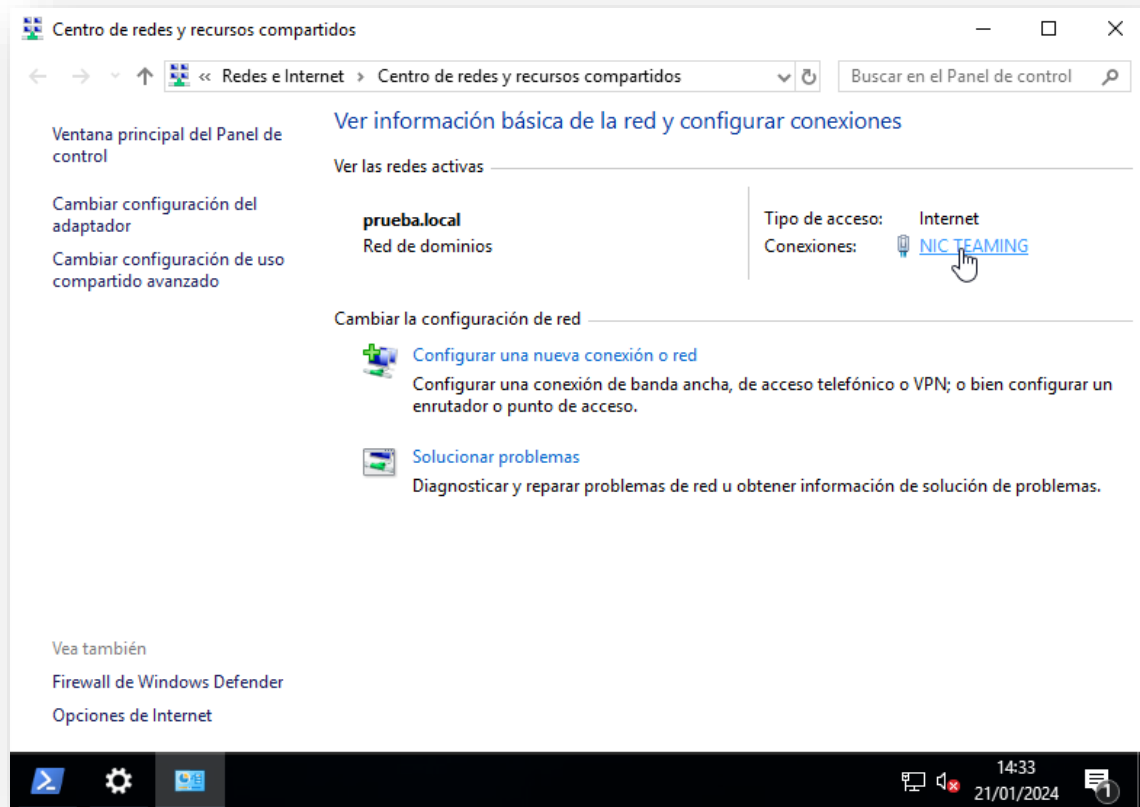 Centro de redes y recursos compartidos
« Redes e Internet > Centro de redes y recursos compartidos
Buscar en el Panel de control
Ventana principal del Panel de
control
Cambiar configuración del
adaptador
Cambiar configuración de uso
compartido avanzado
Ver información básica de la red y configurar conexiones
Ver las redes activas
prueba.local
Red de dominios
Tipo de acceso: Internet
Conexiones: NIC TEAMING
Cambiar la configuración de red
Configurar una nueva conexión o red
Configurar una conexión de banda ancha, de acceso telefónico o VPN; o bien configurar un
enrutador o punto de acceso.
Solucionar problemas
Diagnosticar y reparar problemas de red u obtener información de solución de problemas.
Vea también
Firewall de Windows Defender
Opciones de Internet
14:33
21/01/2024
1